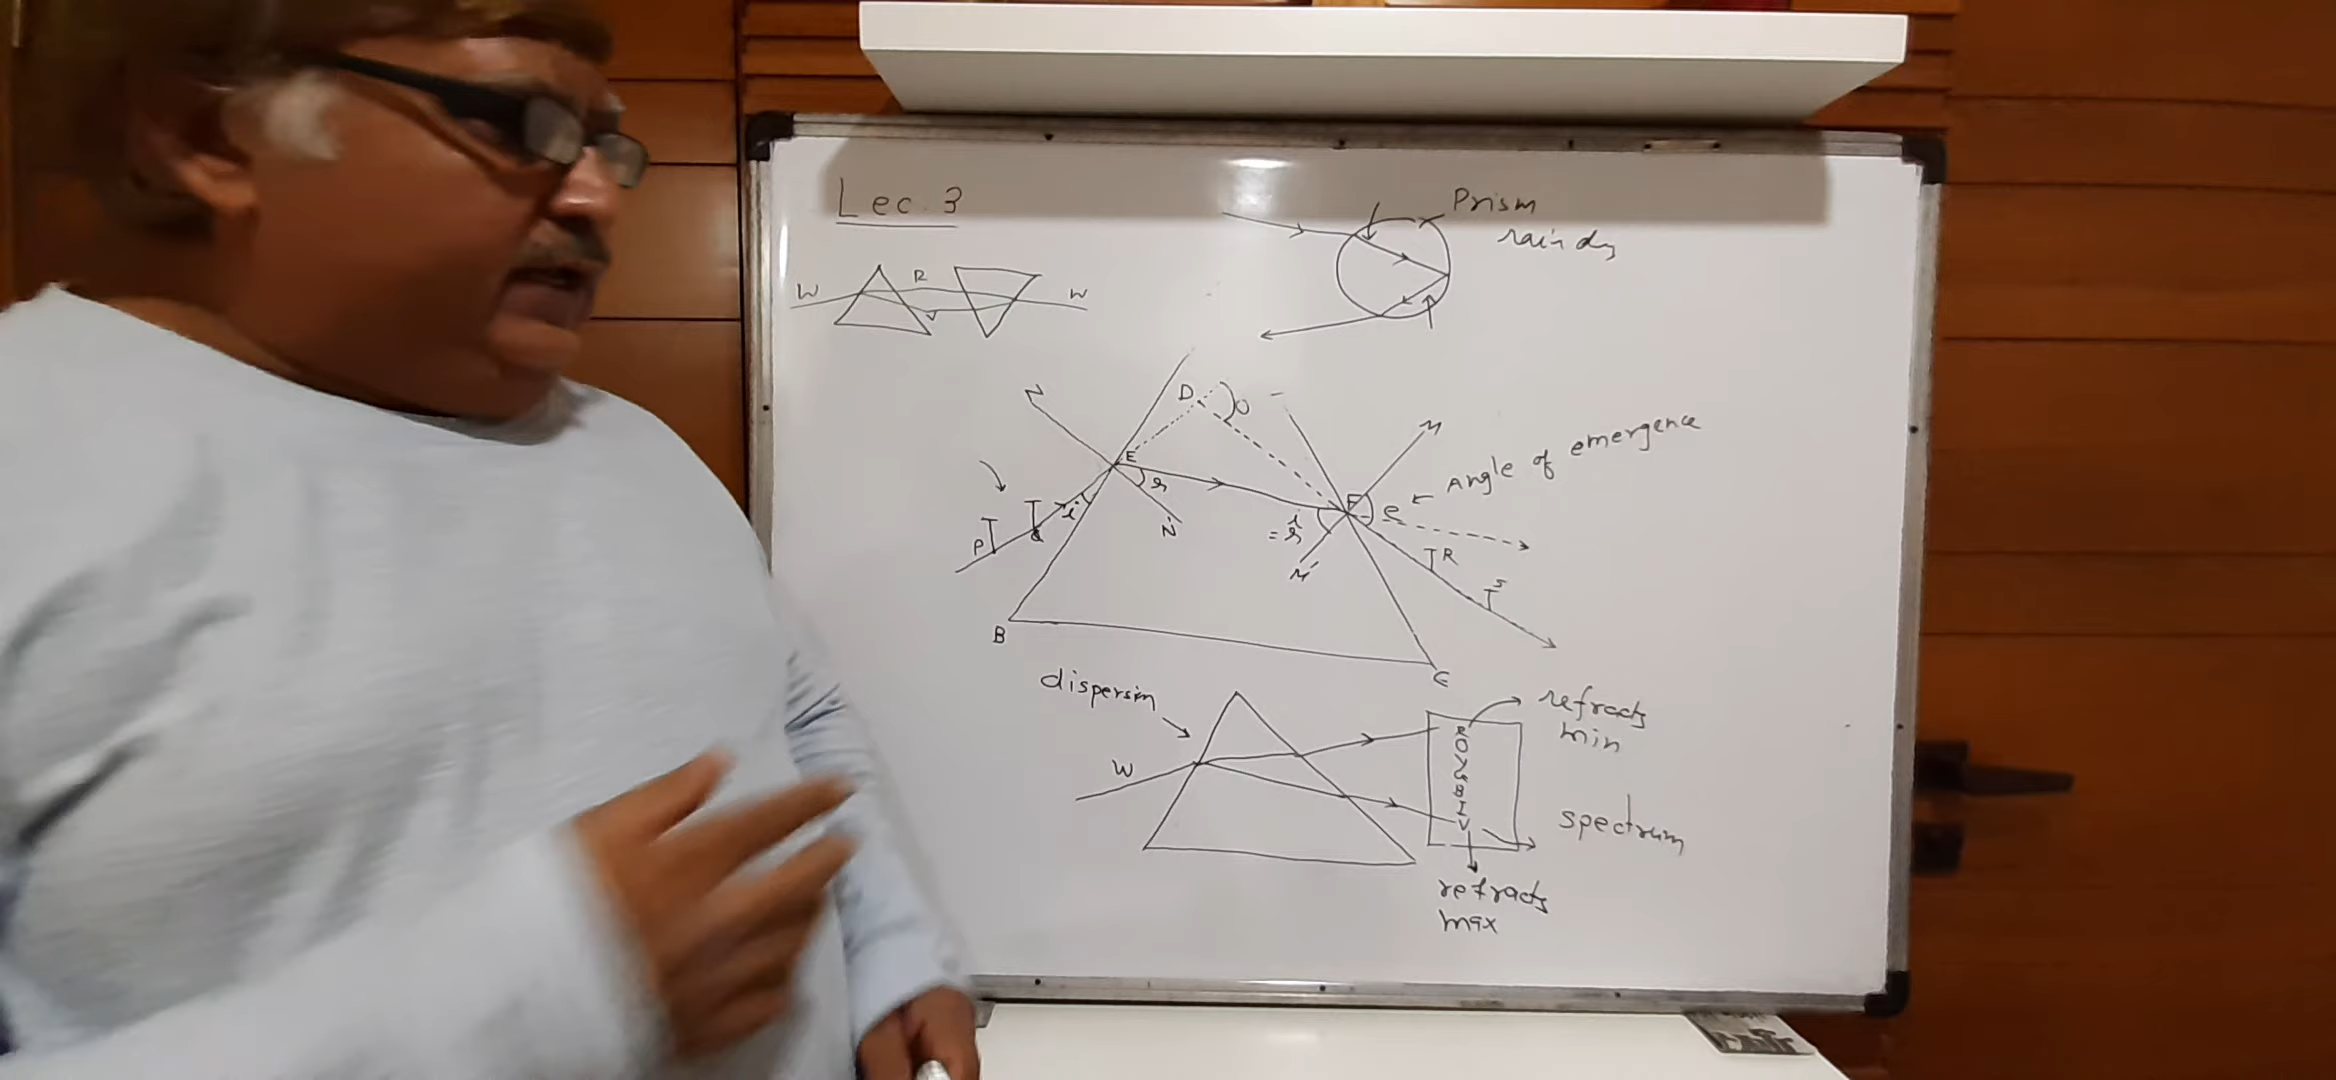 Lec. 3
Prism
W
R
V
W
N
D
M
E
r
N'
i
P
Q
F
e
← Angle of emergence
M'
R
S
B
C
dispersion
W
R
O
Y
G
B
I
V
refracts
min
spectrum
refracts
max